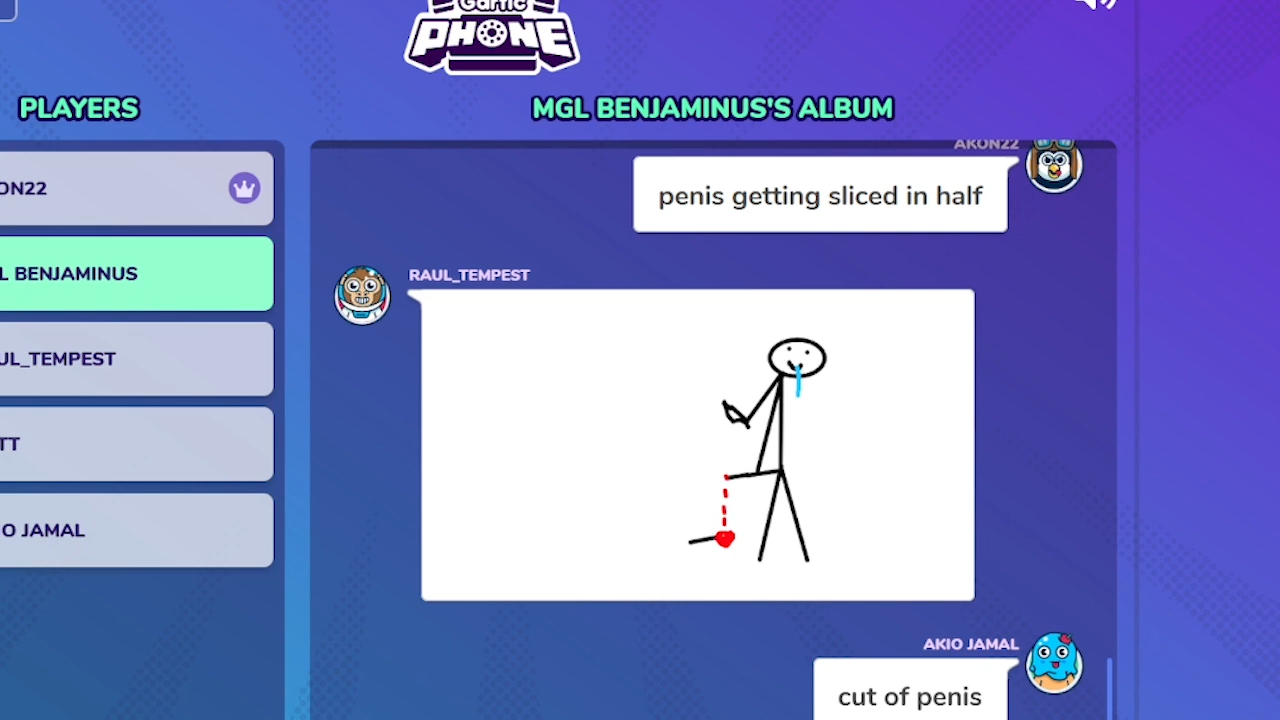 Gartic
PHONE
PLAYERS
MGL BENJAMINUS'S ALBUM
ON22
L BENJAMINUS
UL_TEMPEST
TT
O JAMAL
AKON22
penis getting sliced in half
RAUL_TEMPEST
AKIO JAMAL
cut of penis